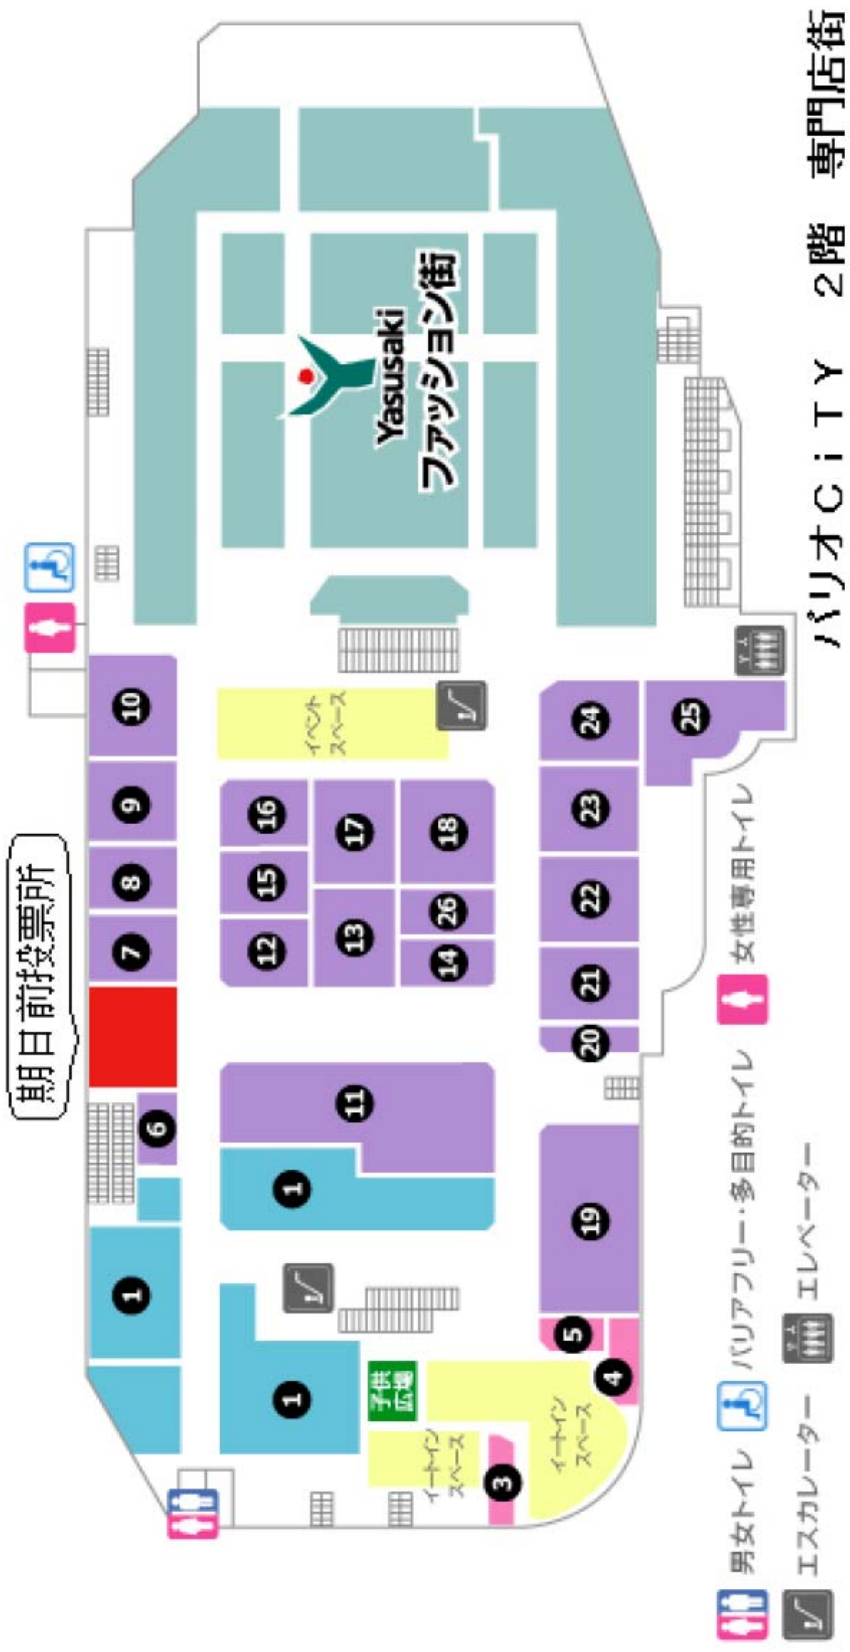 パリオCiTY　2階　専門店街
期日前投票所
10
9
8
7
6
1
1
1
11
16
15
12
17
13
18
26
14
イベント
スペース
Yasusaki
ファッション街
24
25
23
22
21
20
19
5
4
3
子供
広場
イートイン
スペース
イートイン
スペース
男女トイレ
バリアフリー・多目的トイレ
女性専用トイレ
エスカレーター
エレベーター